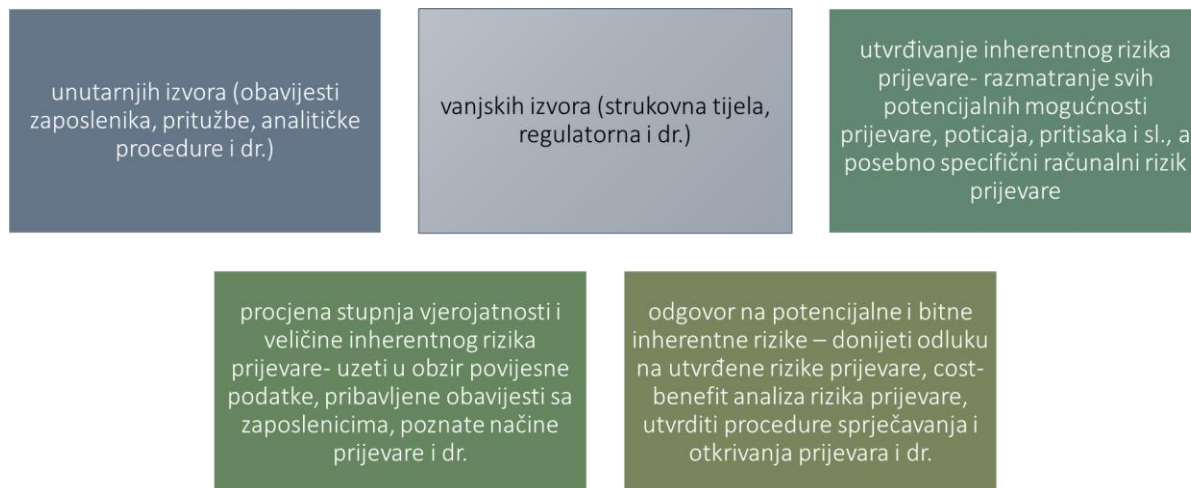 unutarnjih izvora (obavijesti
zaposlenika, pritužbe, analitičke
procedure i dr.)
vanjskih izvora (strukovna tijela,
regulatorna i dr.)
utvrđivanje inherentnog rizika
prijevare- razmatranje svih
potencijalnih mogućnosti
prijevare, poticaja, pritisaka i sl., a
posebno specifični računalni rizik
prijevare
procjena stupnja vjerojatnosti i
veličine inherentnog rizika
prijevare- uzeti u obzir povijesne
podatke, pribavljene obavijesti sa
zaposlenicima, poznate načine
prijevare i dr.
odgovor na potencijalne i bitne
inherentne rizike – donijeti odluku
na utvrđene rizike prijevare, cost-
benefit analiza rizika prijevare,
utvrditi procedure sprječavanja i
otkrivanja prijevara i dr.